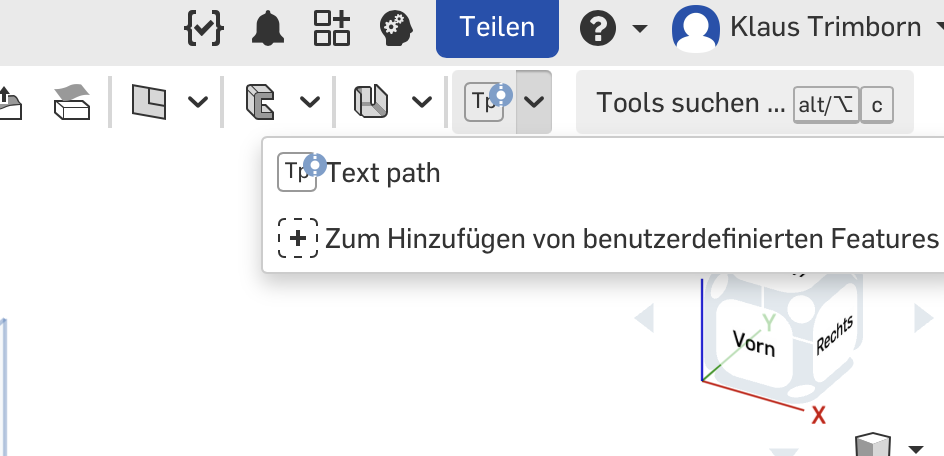 Teilen
Klaus Trimborn
Tp
Tools suchen ... alt/⌥ c
Tp Text path
Zum Hinzufügen von benutzerdefinierten Features
Y
Vorn
Rechts
X